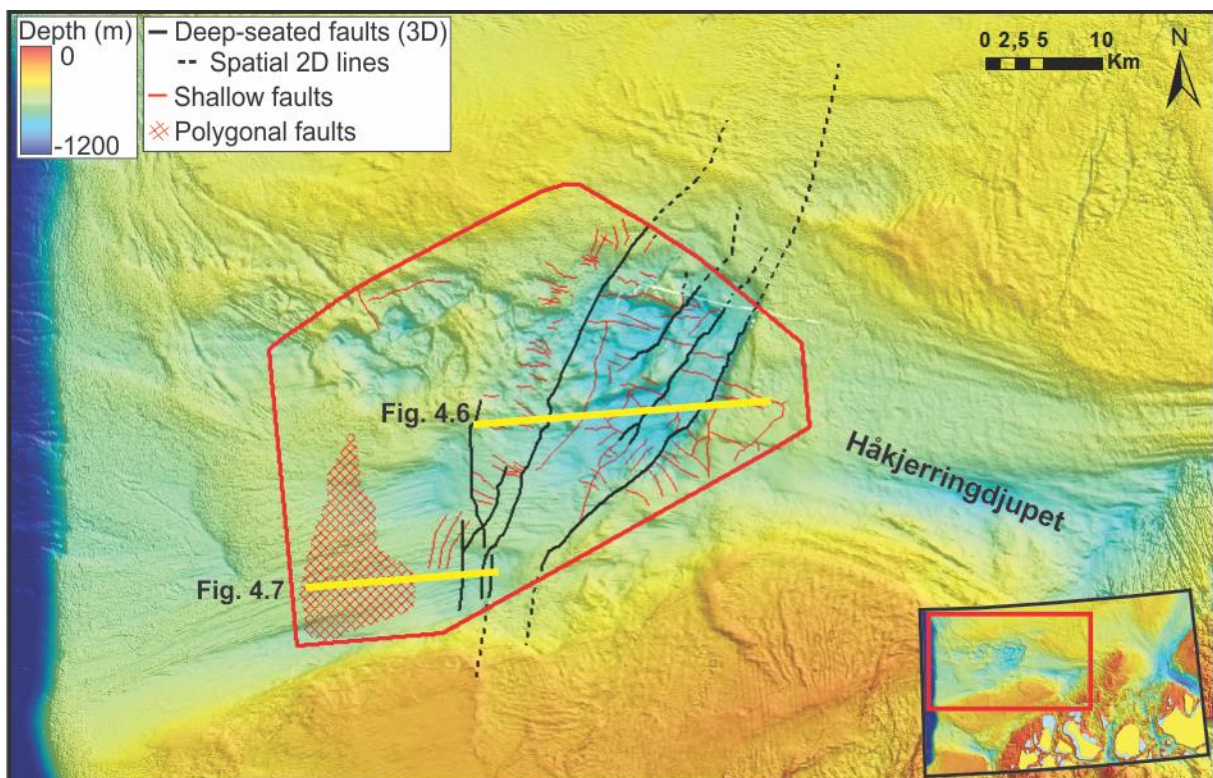 Depth (m)
0
-1200
Deep-seated faults (3D)
Spatial 2D lines
Shallow faults
Polygonal faults
0 2,5 5 10
Km
N
Fig. 4.6
Håkjerringdjupet
Fig. 4.7